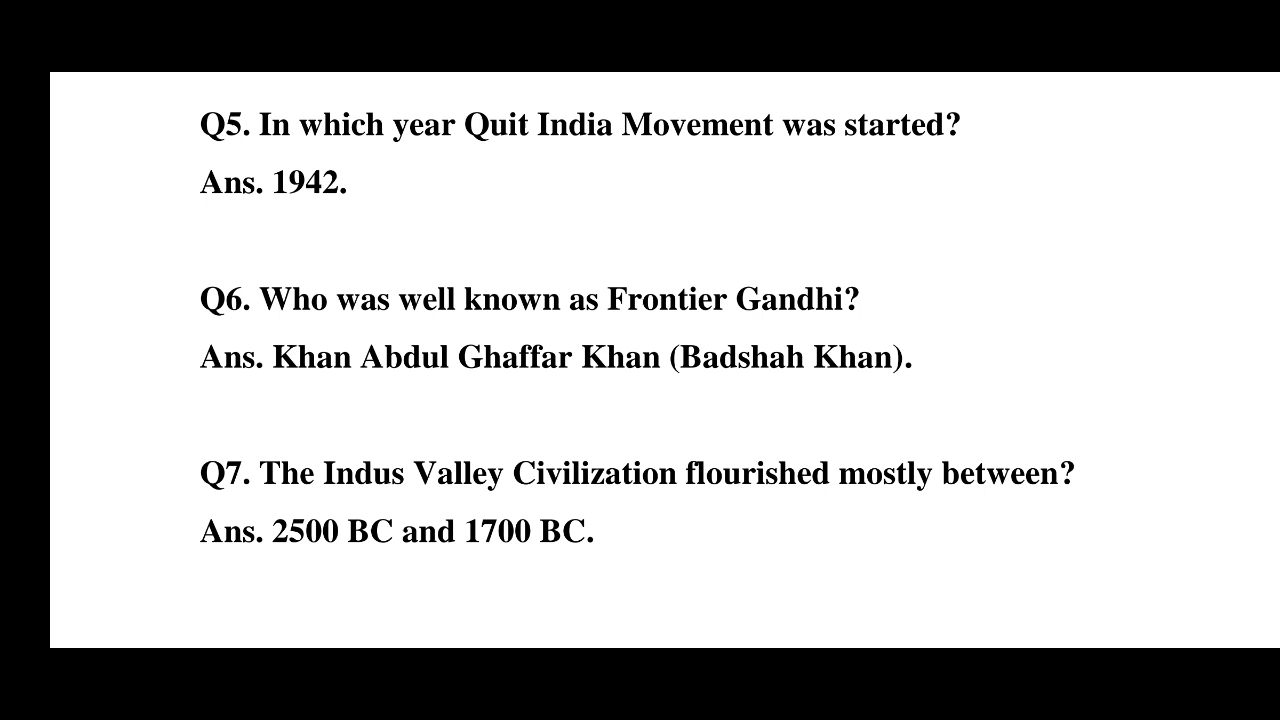 Q5. In which year Quit India Movement was started?
Ans. 1942.
Q6. Who was well known as Frontier Gandhi?
Ans. Khan Abdul Ghaffar Khan (Badshah Khan).
Q7. The Indus Valley Civilization flourished mostly between?
Ans. 2500 BC and 1700 BC.